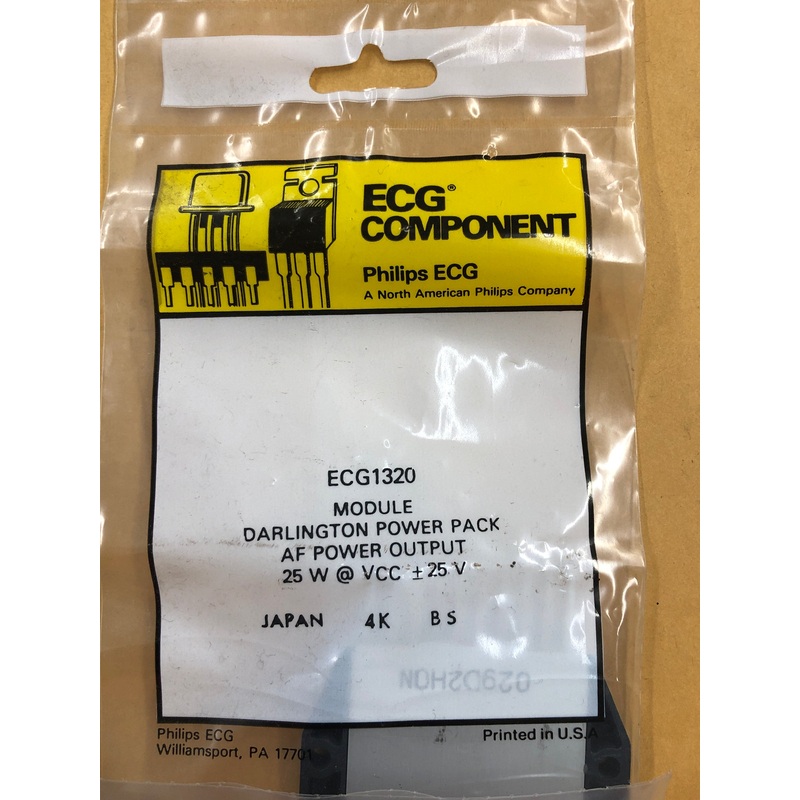 ECG®
COMPONENT
Philips ECG
A North American Philips Company
ECG1320
MODULE
DARLINGTON POWER PACK
AF POWER OUTPUT
25 W @ VCC ± 25 V
JAPAN 4K BS
Philips ECG
Williamsport, PA 17701
Printed in U.S.A